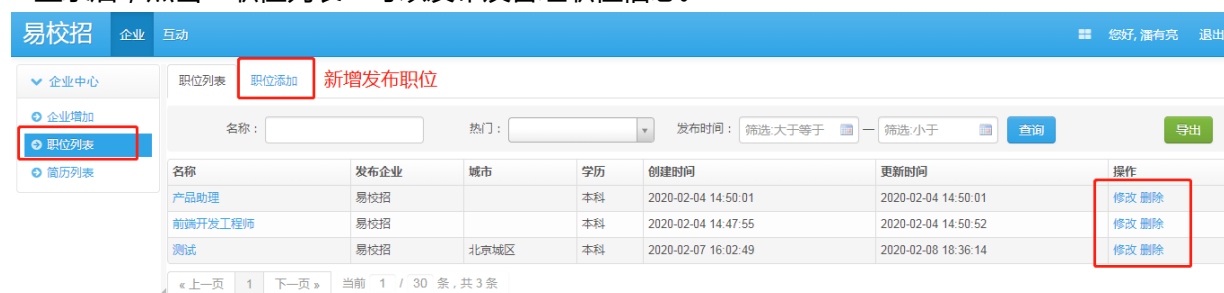 易校招 企业 互动 您好, 潘有亮 退出
企业中心
企业增加
职位列表
简历列表
职位列表 职位添加 新增发布职位
名称： 热门： 发布时间： 筛选:大于等于 — 筛选:小于 查询 导出
名称 发布企业 城市 学历 创建时间 更新时间 操作
产品助理 易校招 本科 2020-02-04 14:50:01 2020-02-04 14:50:01 修改 删除
前端开发工程师 易校招 本科 2020-02-04 14:47:55 2020-02-04 14:50:52 修改 删除
测试 易校招 北京城区 本科 2020-02-07 16:02:49 2020-02-08 18:36:14 修改 删除
« 上一页 1 下一页 » 当前 1 / 30 条，共 3 条